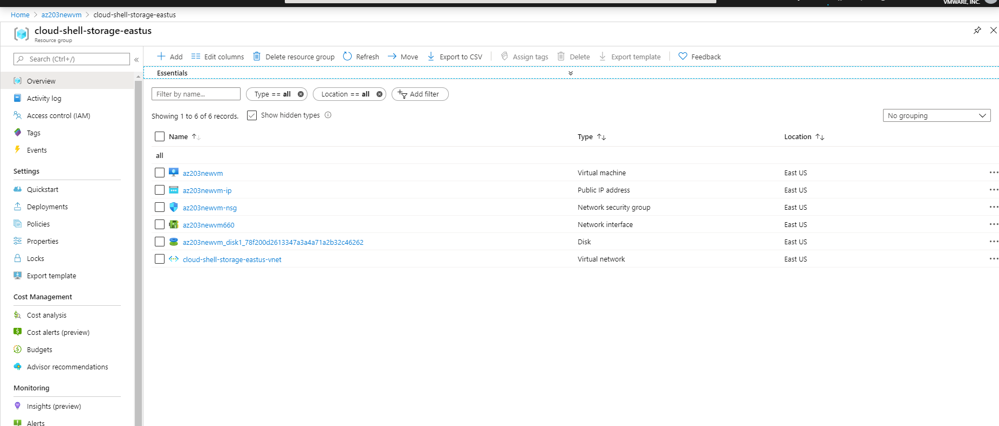 VMWARE, INC.
Home > az203newvm > cloud-shell-storage-eastus
cloud-shell-storage-eastus
Resource group
Search (Ctrl+/)
«
Overview
Activity log
Access control (IAM)
Tags
Events
Settings
Quickstart
Deployments
Policies
Properties
Locks
Export template
Cost Management
Cost analysis
Cost alerts (preview)
Budgets
Advisor recommendations
Monitoring
Insights (preview)
Alerts
Add Edit columns Delete resource group Refresh Move Export to CSV Assign tags Delete Export template Feedback
Essentials
Filter by name... Type == all Location == all Add filter
Showing 1 to 6 of 6 records. Show hidden types No grouping
Name Type Location
all
az203newvm Virtual machine East US
az203newvm-ip Public IP address East US
az203newvm-nsg Network security group East US
az203newvm660 Network interface East US
az203newvm_disk1_78f200d2613347a3a4a71a2b32c46262 Disk East US
cloud-shell-storage-eastus-vnet Virtual network East US